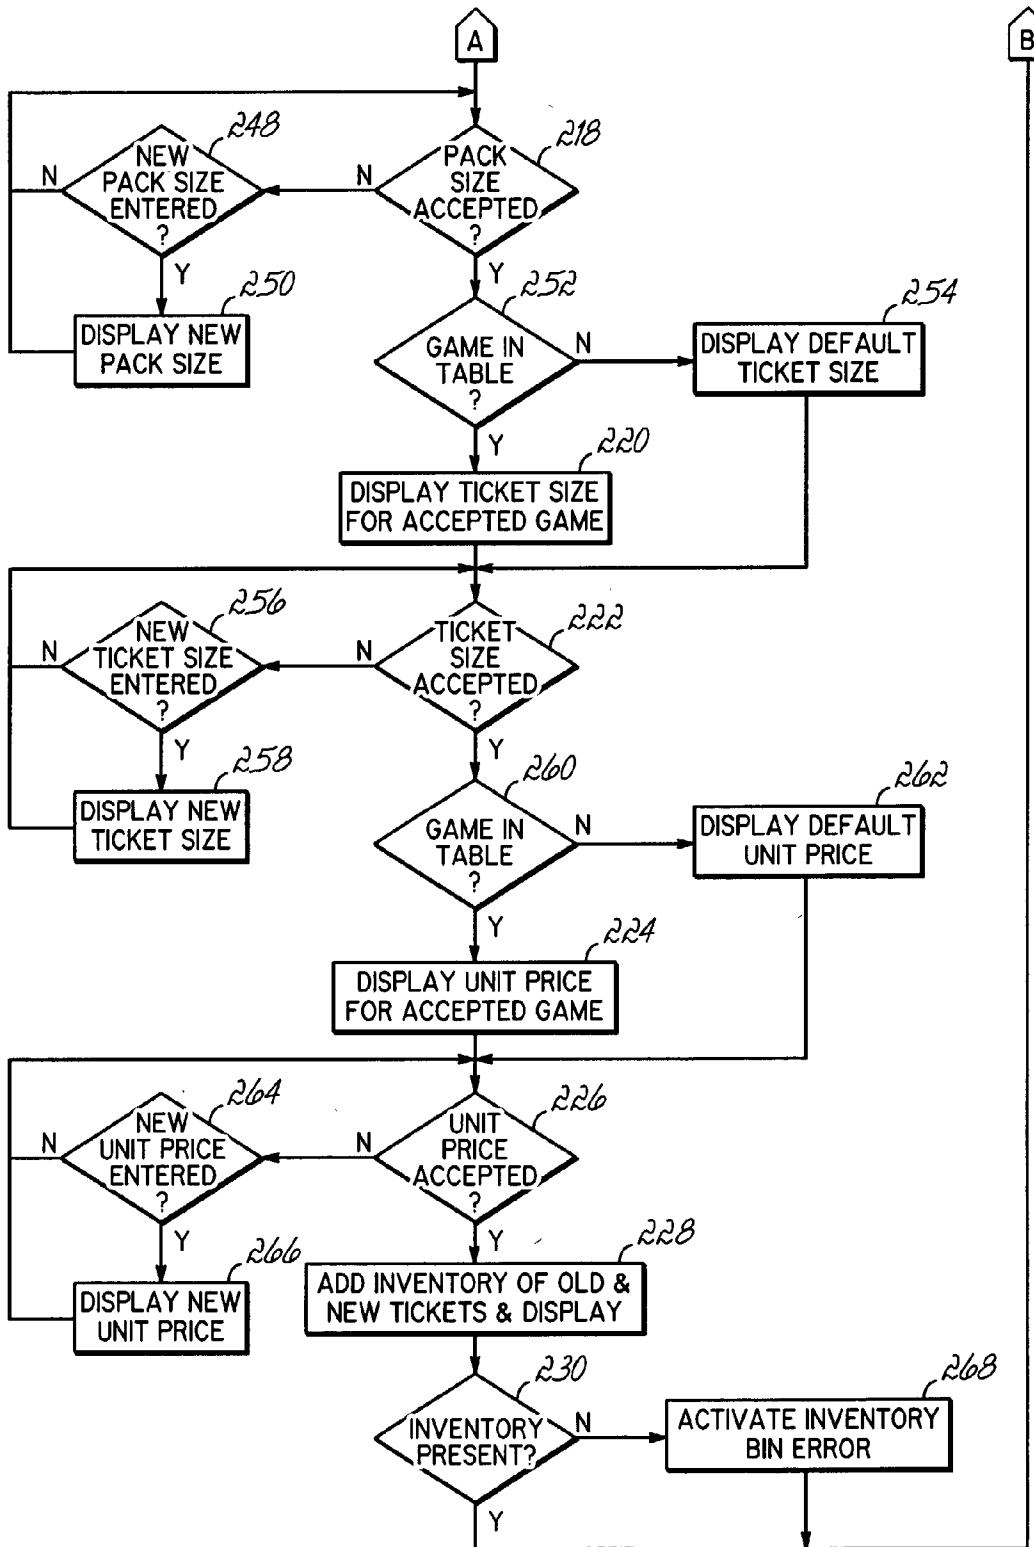 A
B
248
NEW
PACK SIZE
ENTERED
?
N
Y
218
PACK
SIZE
ACCEPTED
?
N
Y
250
DISPLAY NEW
PACK SIZE
252
GAME IN
TABLE
?
N
Y
254
DISPLAY DEFAULT
TICKET SIZE
220
DISPLAY TICKET SIZE
FOR ACCEPTED GAME
256
NEW
TICKET SIZE
ENTERED
?
N
Y
222
TICKET
SIZE
ACCEPTED
?
N
Y
258
DISPLAY NEW
TICKET SIZE
260
GAME IN
TABLE
?
N
Y
262
DISPLAY DEFAULT
UNIT PRICE
224
DISPLAY UNIT PRICE
FOR ACCEPTED GAME
264
NEW
UNIT PRICE
ENTERED
?
N
Y
226
UNIT
PRICE
ACCEPTED
?
N
Y
266
DISPLAY NEW
UNIT PRICE
228
ADD INVENTORY OF OLD &
NEW TICKETS & DISPLAY
230
INVENTORY
PRESENT?
N
Y
268
ACTIVATE INVENTORY
BIN ERROR